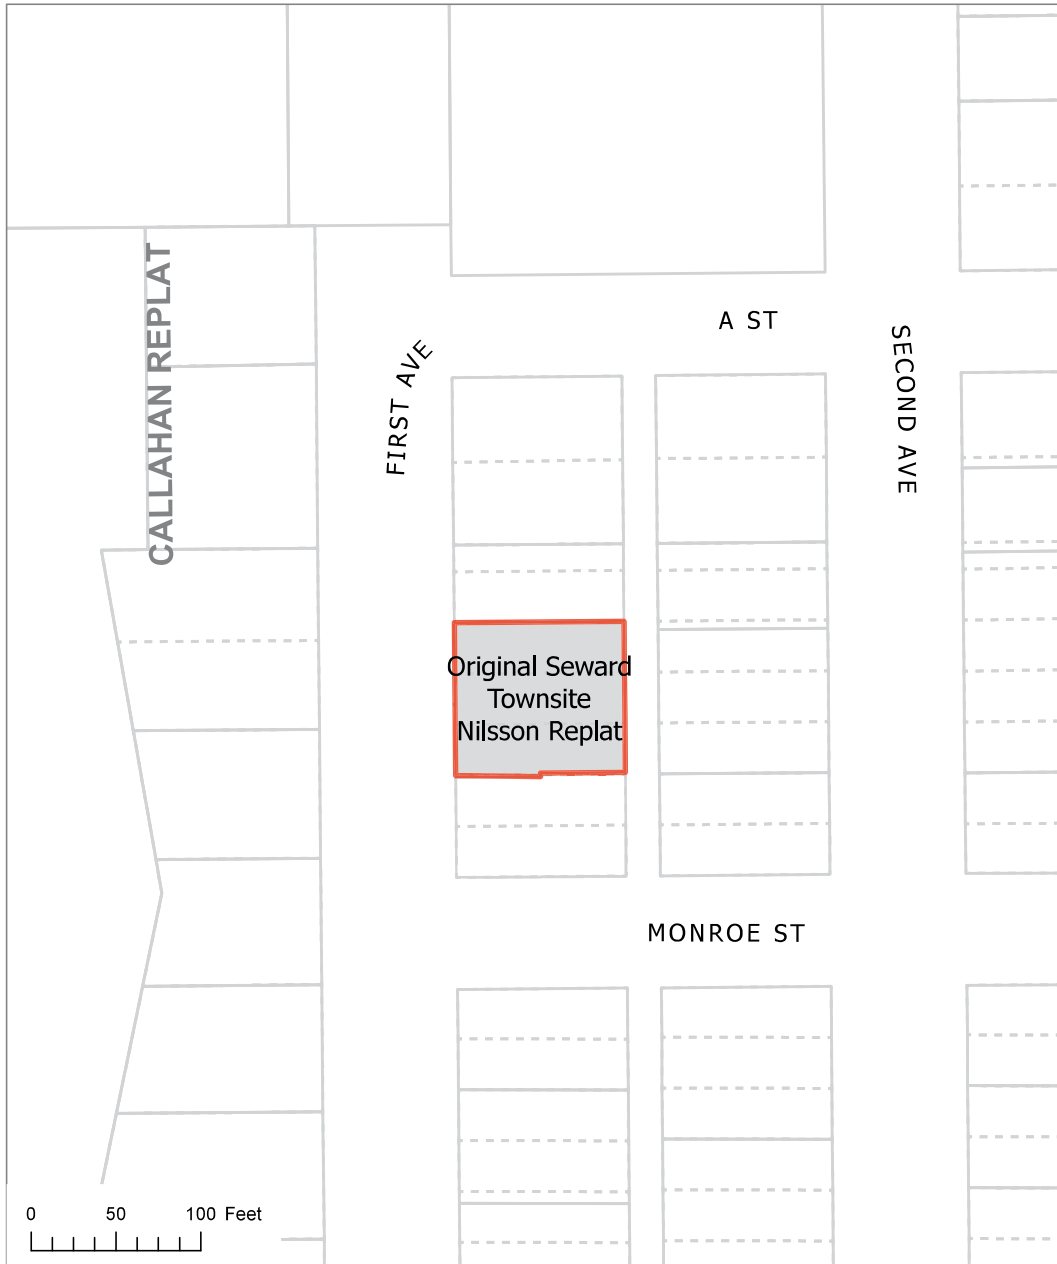 CALLAHAN REPLAT
A ST
FIRST AVE
SECOND AVE
Original Seward
Townsite
Nilsson Replat
MONROE ST
0 50 100 Feet